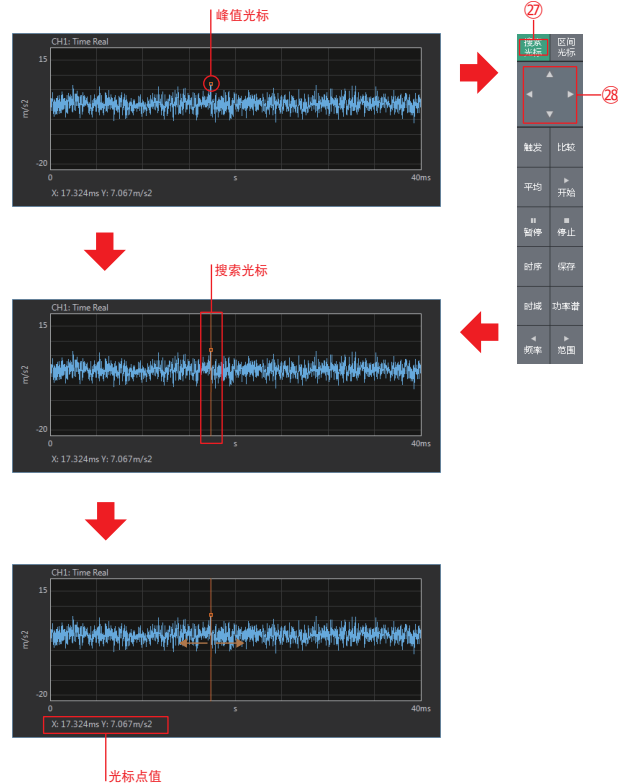 峰值光标
CH1: Time Real
15
m/s2
-20
0
s
40ms
X: 17.324ms Y: 7.067m/s2
㉗
搜索光标
区间光标
㉘
触发
比较
平均
开始
暂停
停止
时序
保存
时域
功率谱
频率
范围
搜索光标
CH1: Time Real
15
m/s2
-20
0
s
40ms
X: 17.324ms Y: 7.067m/s2
CH1: Time Real
15
m/s2
-20
0
s
40ms
X: 17.324ms Y: 7.067m/s2
光标点值